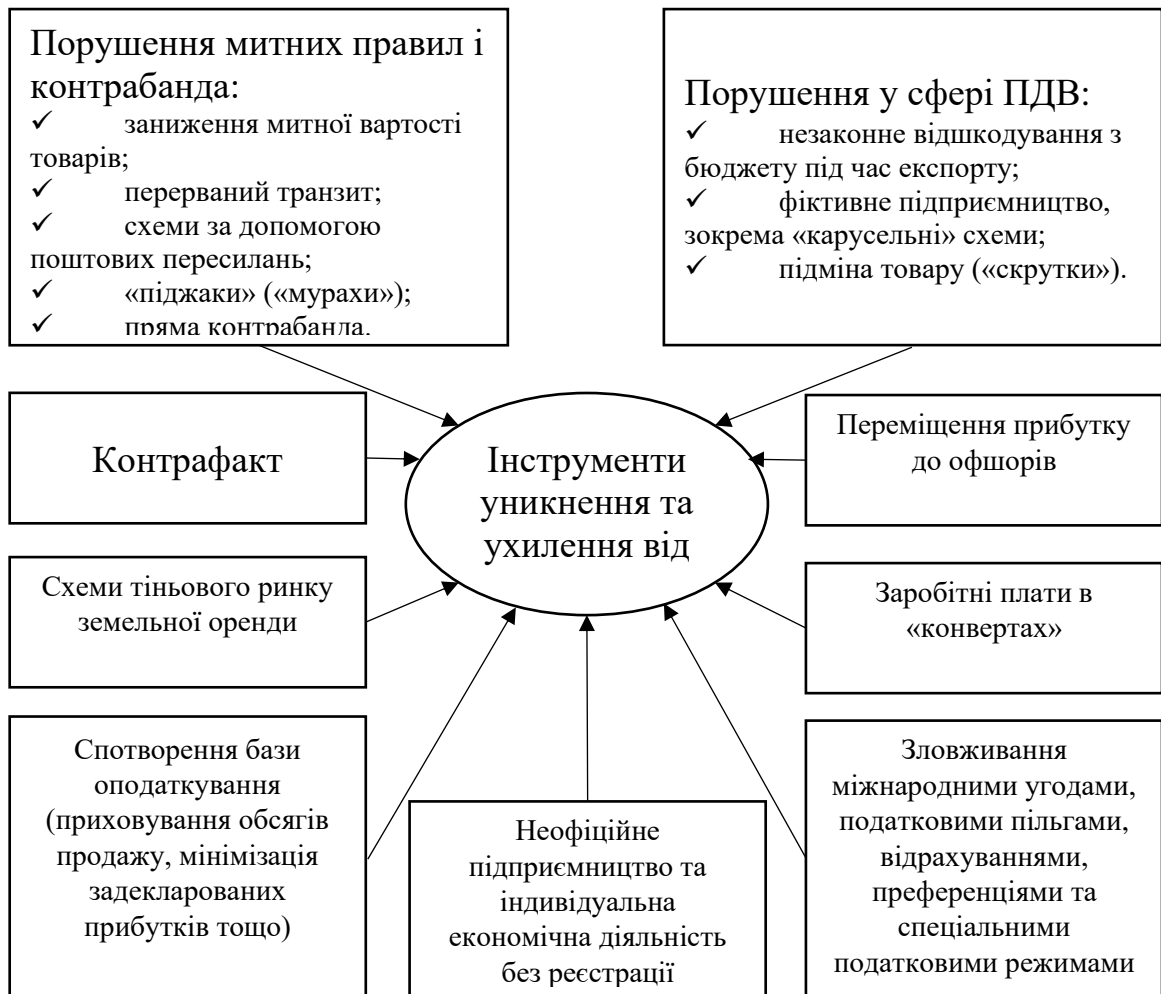 Порушення митних правил і
контрабанда:
✓ заниження митної вартості
товарів;
✓ перерваний транзит;
✓ схеми за допомогою
поштових пересилань;
✓ «піджаки» («мурахи»);
✓ пряма контрабанда.
Порушення у сфері ПДВ:
✓ незаконне відшкодування з
бюджету під час експорту;
✓ фіктивне підприємництво,
зокрема «карусельні» схеми;
✓ підміна товару («скрутки»).
Контрафакт
Інструменти
уникнення та
ухилення від
Переміщення прибутку
до офшорів
Схеми тіньового ринку
земельної оренди
Заробітні плати в
«конвертах»
Спотворення бази
оподаткування
(приховування обсягів
продажу, мінімізація
задекларованих
прибутків тощо)
Неофіційне
підприємництво та
індивідуальна
економічна діяльність
без реєстрації
Зловживання
міжнародними угодами,
податковими пільгами,
відрахуваннями,
преференціями та
спеціальними
податковими режимами